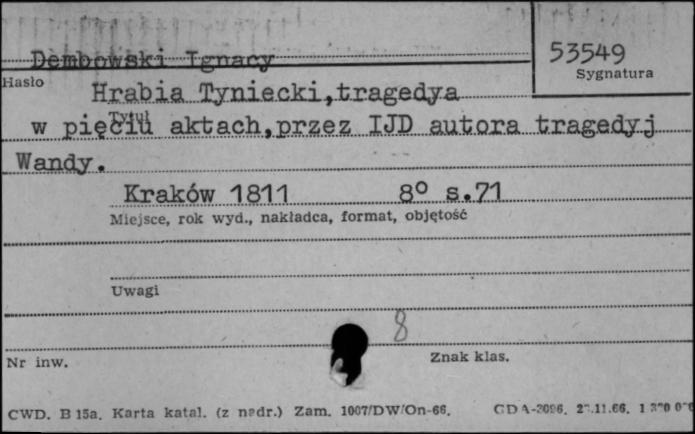 Dembowski Ignacy
53549
Hasło
Sygnatura
Hrabia Tyniecki,tragedya
Tytuł
w pięciu aktach,przez IJD autora tragedyj
Wandy.
Kraków 1811 8° s.71
Miejsce, rok wyd., nakładca, format, objętość
Uwagi
8
Nr inw.
Znak klas.
CWD. B 15a. Karta katal. (z nadr.) Zam. 1007/DW/On-66.